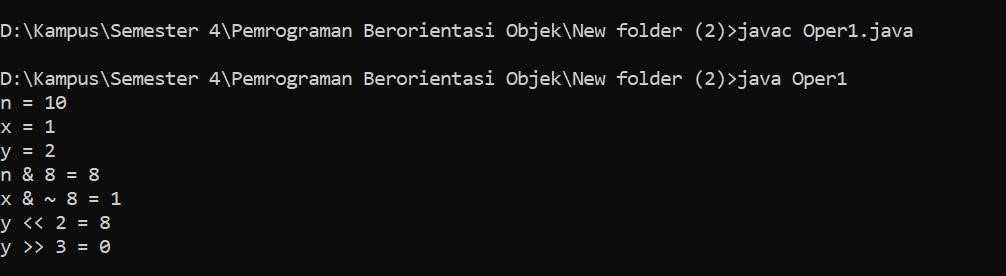 D:\Kampus\Semester 4\Pemrograman Berorientasi Objek\New folder (2)>javac Oper1.java
D:\Kampus\Semester 4\Pemrograman Berorientasi Objek\New folder (2)>java Oper1
n = 10
x = 1
y = 2
n & 8 = 8
x & ~ 8 = 1
y << 2 = 8
y >> 3 = 0